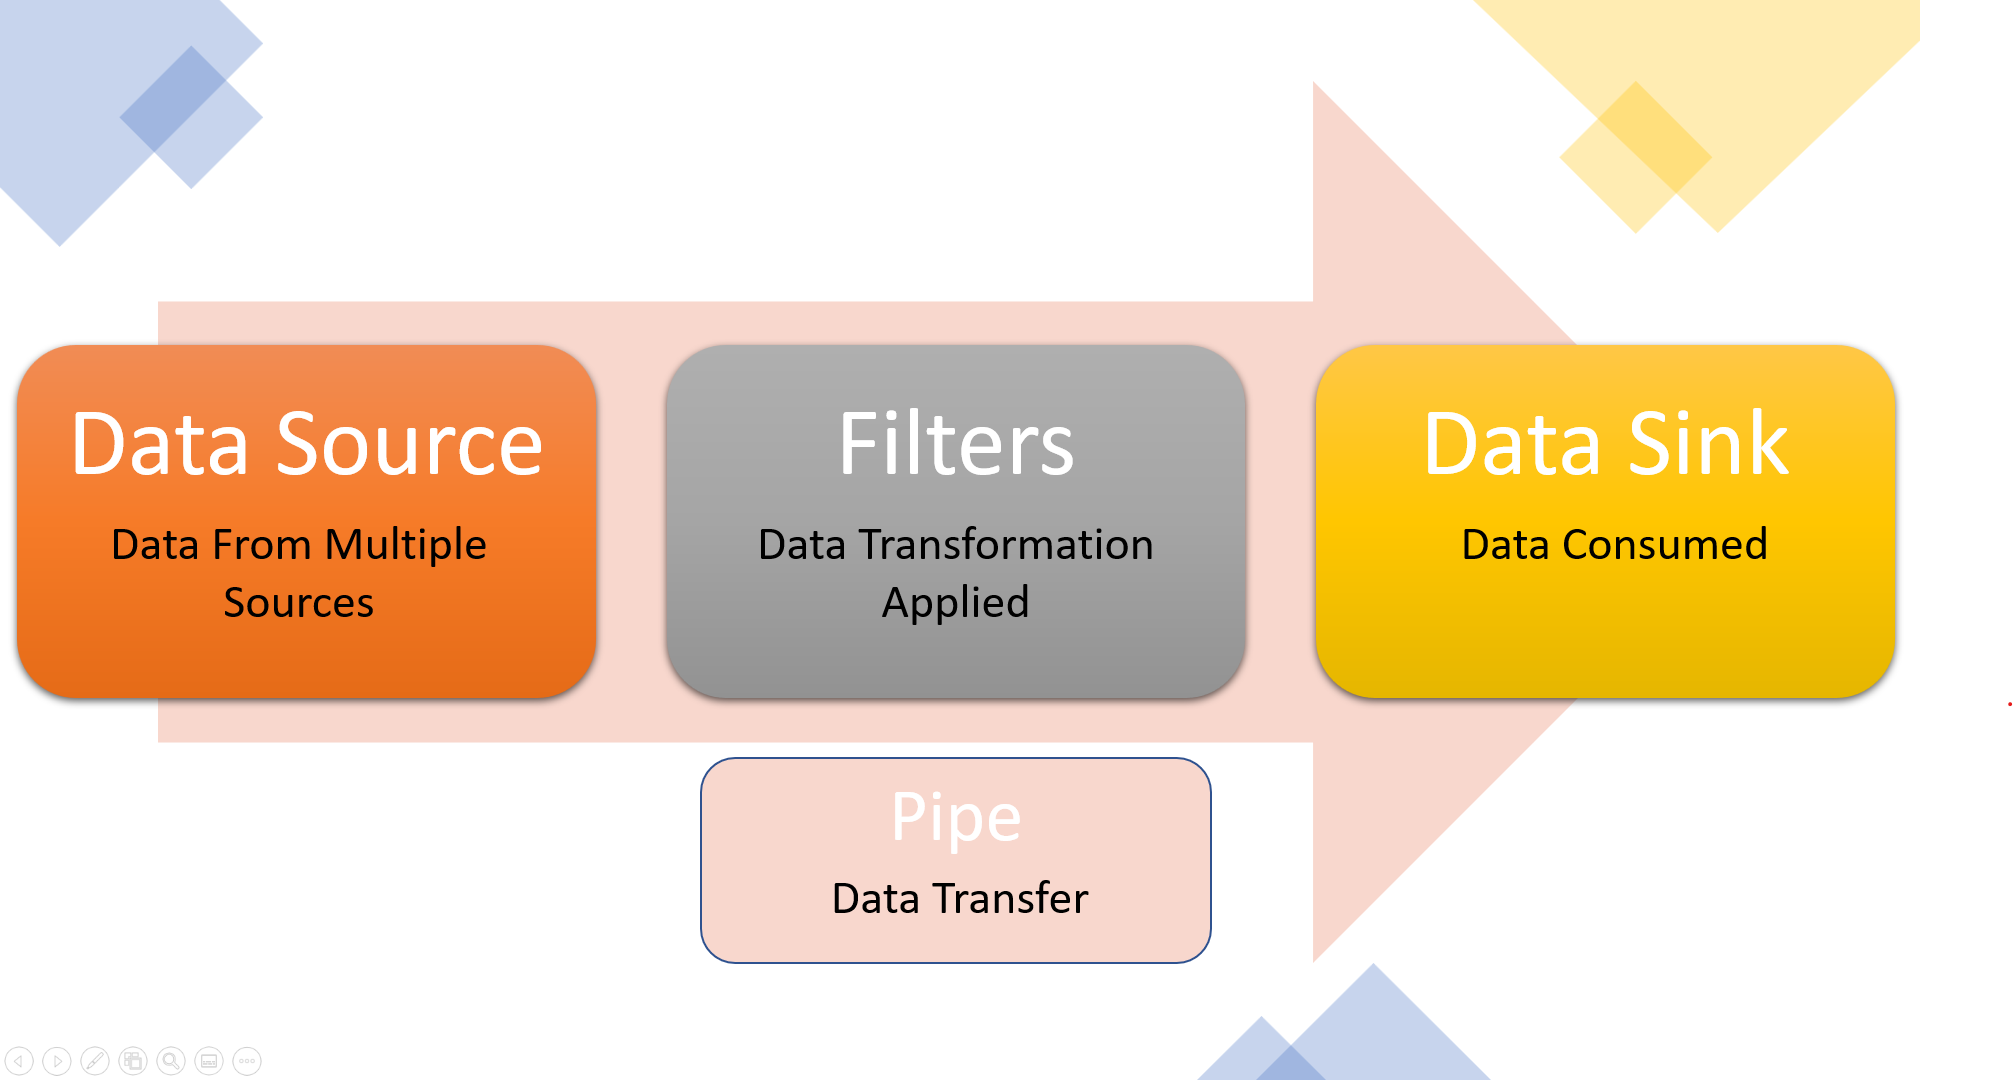 Data Source
Data From Multiple
Sources
Filters
Data Transformation
Applied
Data Sink
Data Consumed
Pipe
Data Transfer